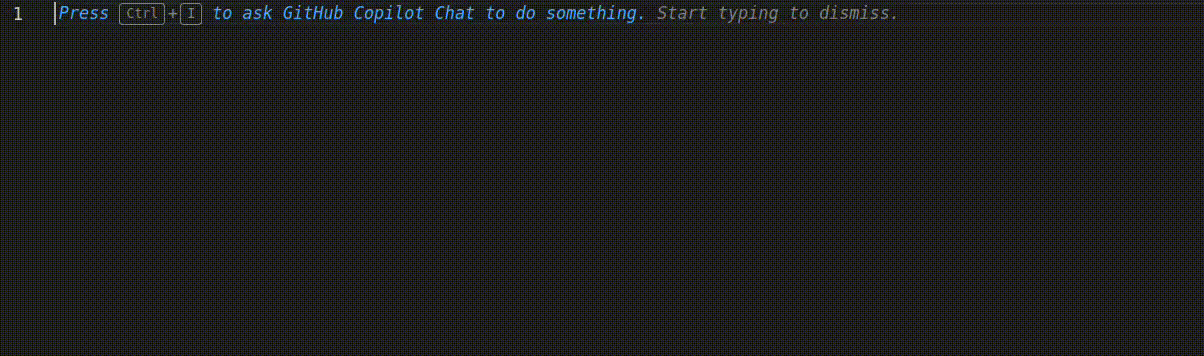 1 Press Ctrl+I to ask GitHub Copilot Chat to do something. Start typing to dismiss.